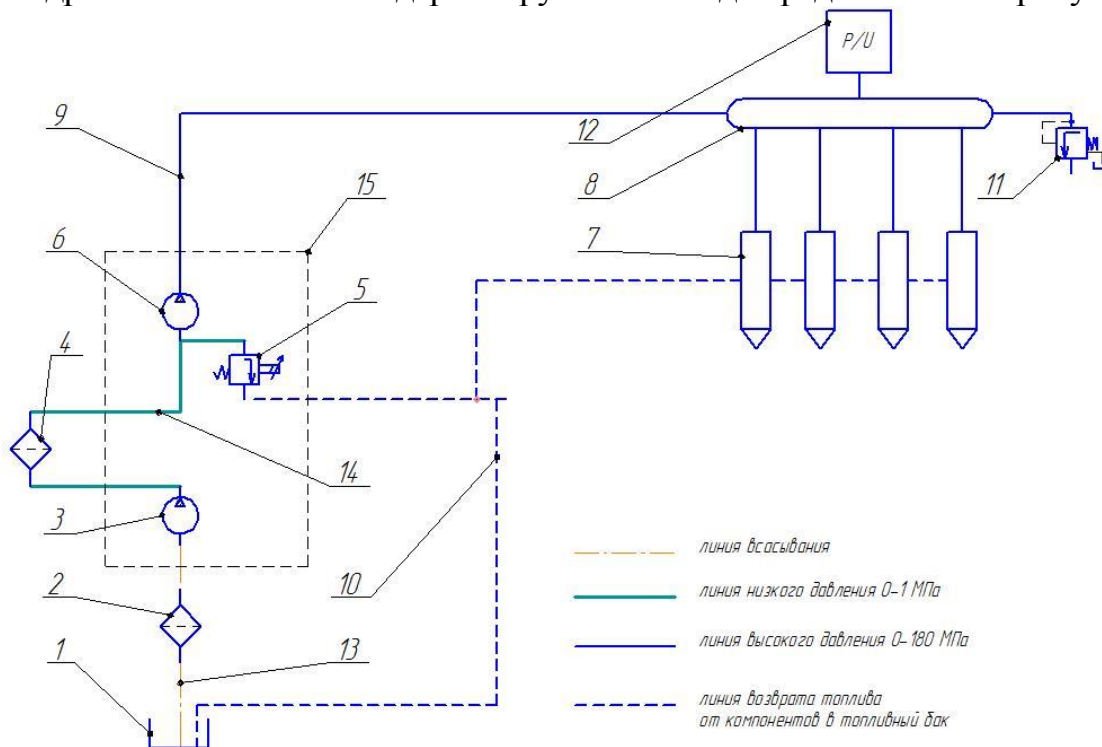 12
P/U
9
15
8
11
6
7
5
4
14
3
2
10
1
13
линия всасывания
линия низкого давления 0-1 МПа
линия высокого давления 0-180 МПа
линия возврата топлива
от компонентов в топливный бак